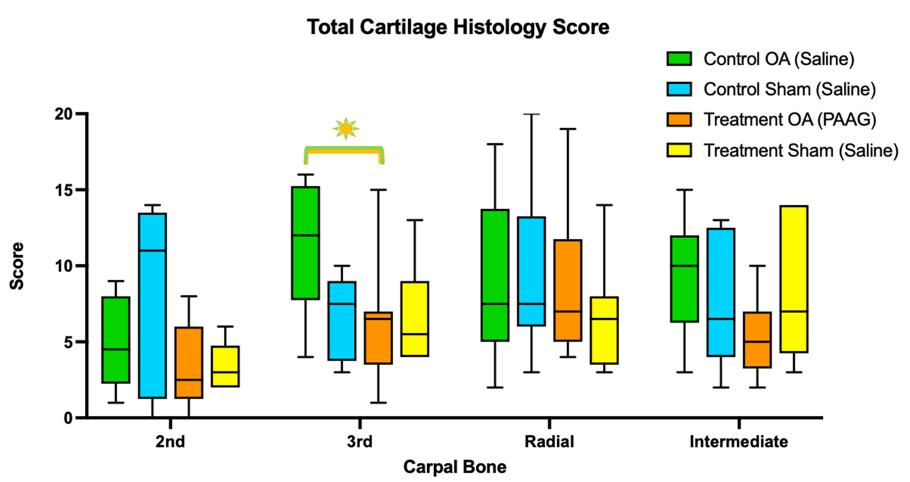 Total Cartilage Histology Score
Control OA (Saline)
Control Sham (Saline)
Treatment OA (PAAG)
Treatment Sham (Saline)
Score
20
15
10
5
0
2nd
3rd
Radial
Intermediate
Carpal Bone